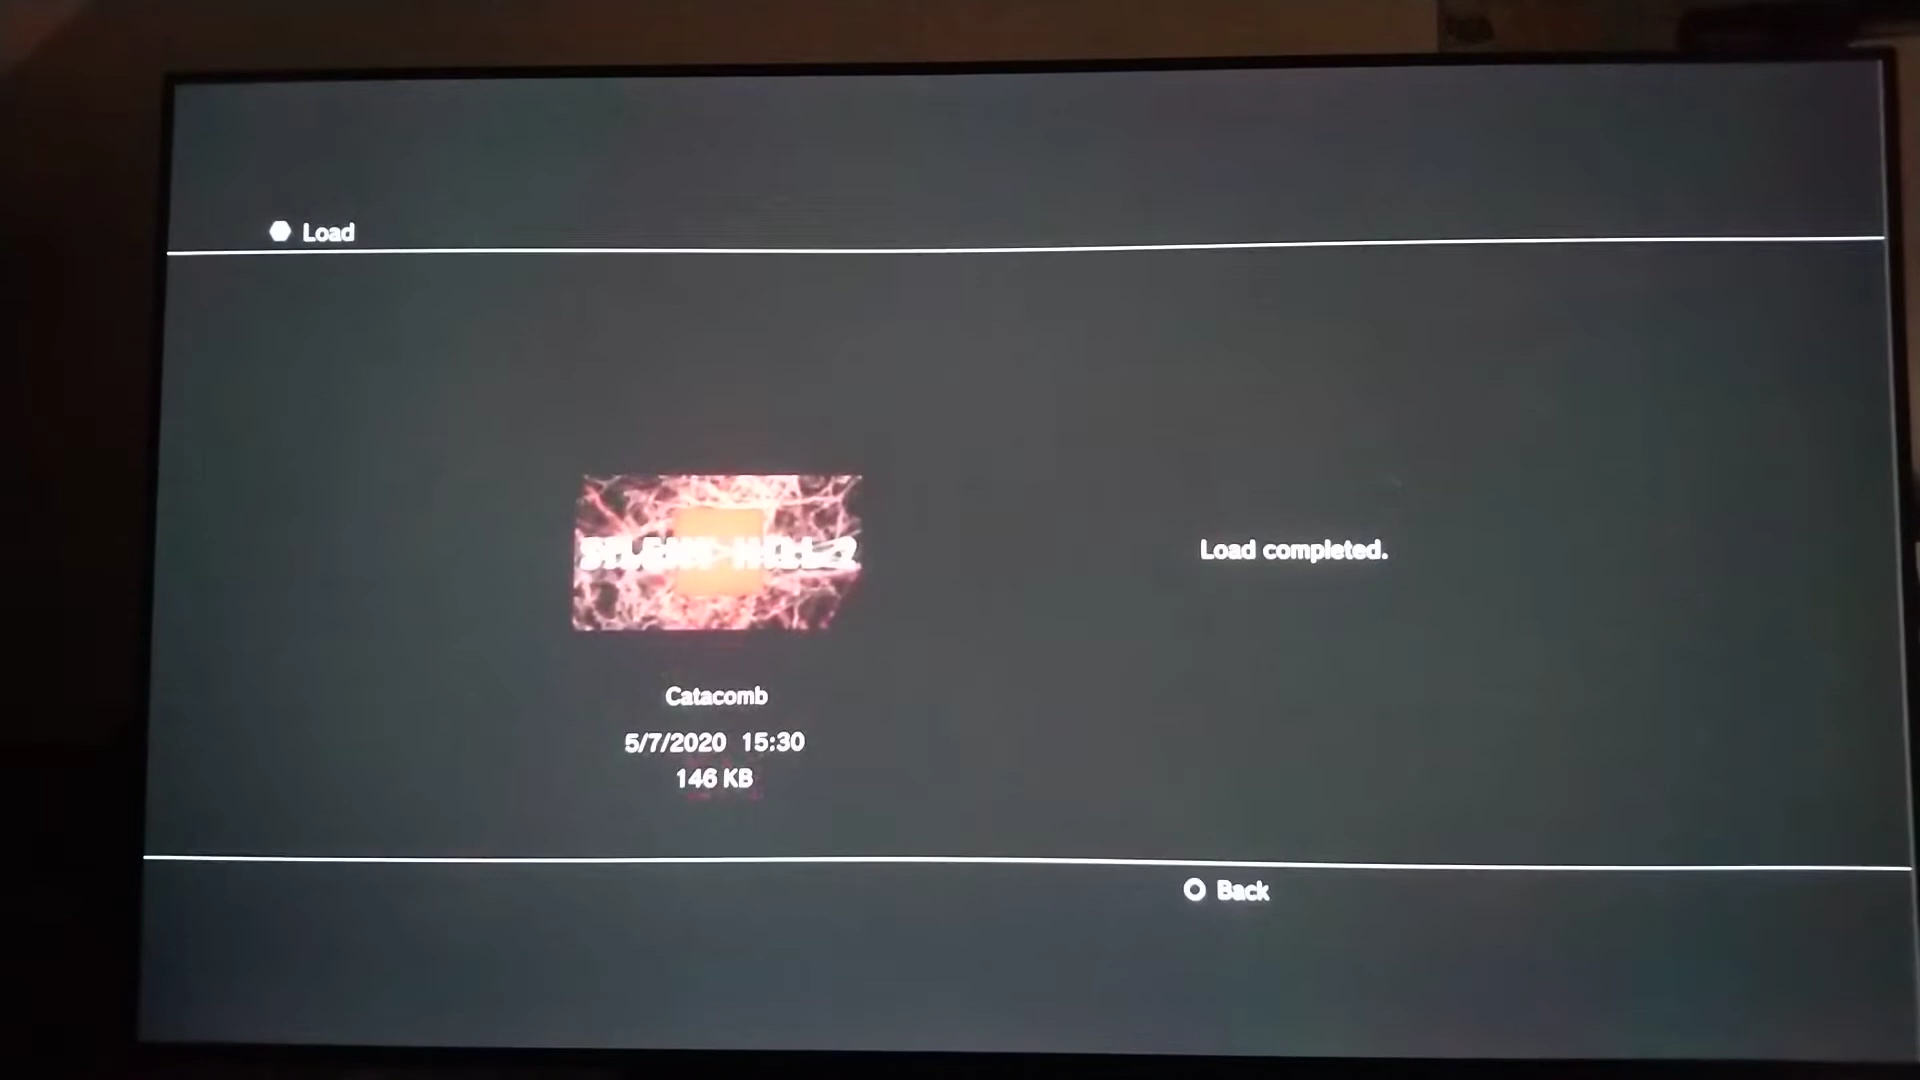 Load
SILENT HILL 2
Load completed.
Catacomb
5/7/2020 15:30
146 KB
Back